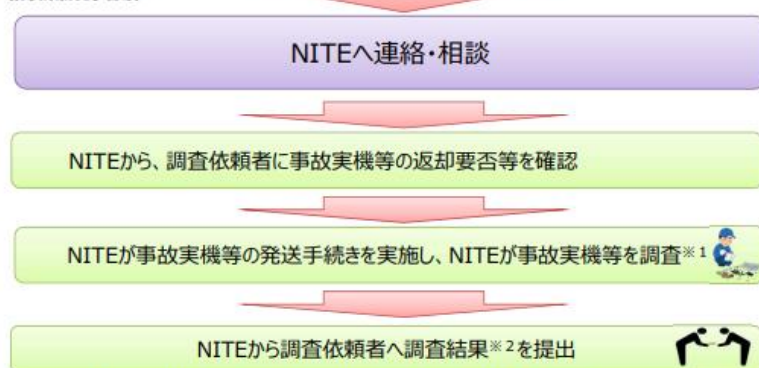 NITEへ連絡・相談
NITEから、調査依頼者に事故実機等の返却要否等を確認
NITEが事故実機等の発送手続きを実施し、NITEが事故実機等を調査※1
NITEから調査依頼者へ調査結果※2を提出